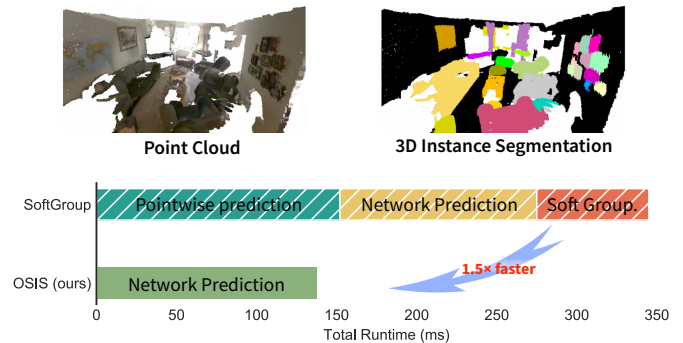 Point Cloud
3D Instance Segmentation
SoftGroup
Pointwise prediction
Network Prediction
Soft Group.
OSIS (ours)
Network Prediction
1.5× faster
0
50
100
150
200
250
300
350
Total Runtime (ms)